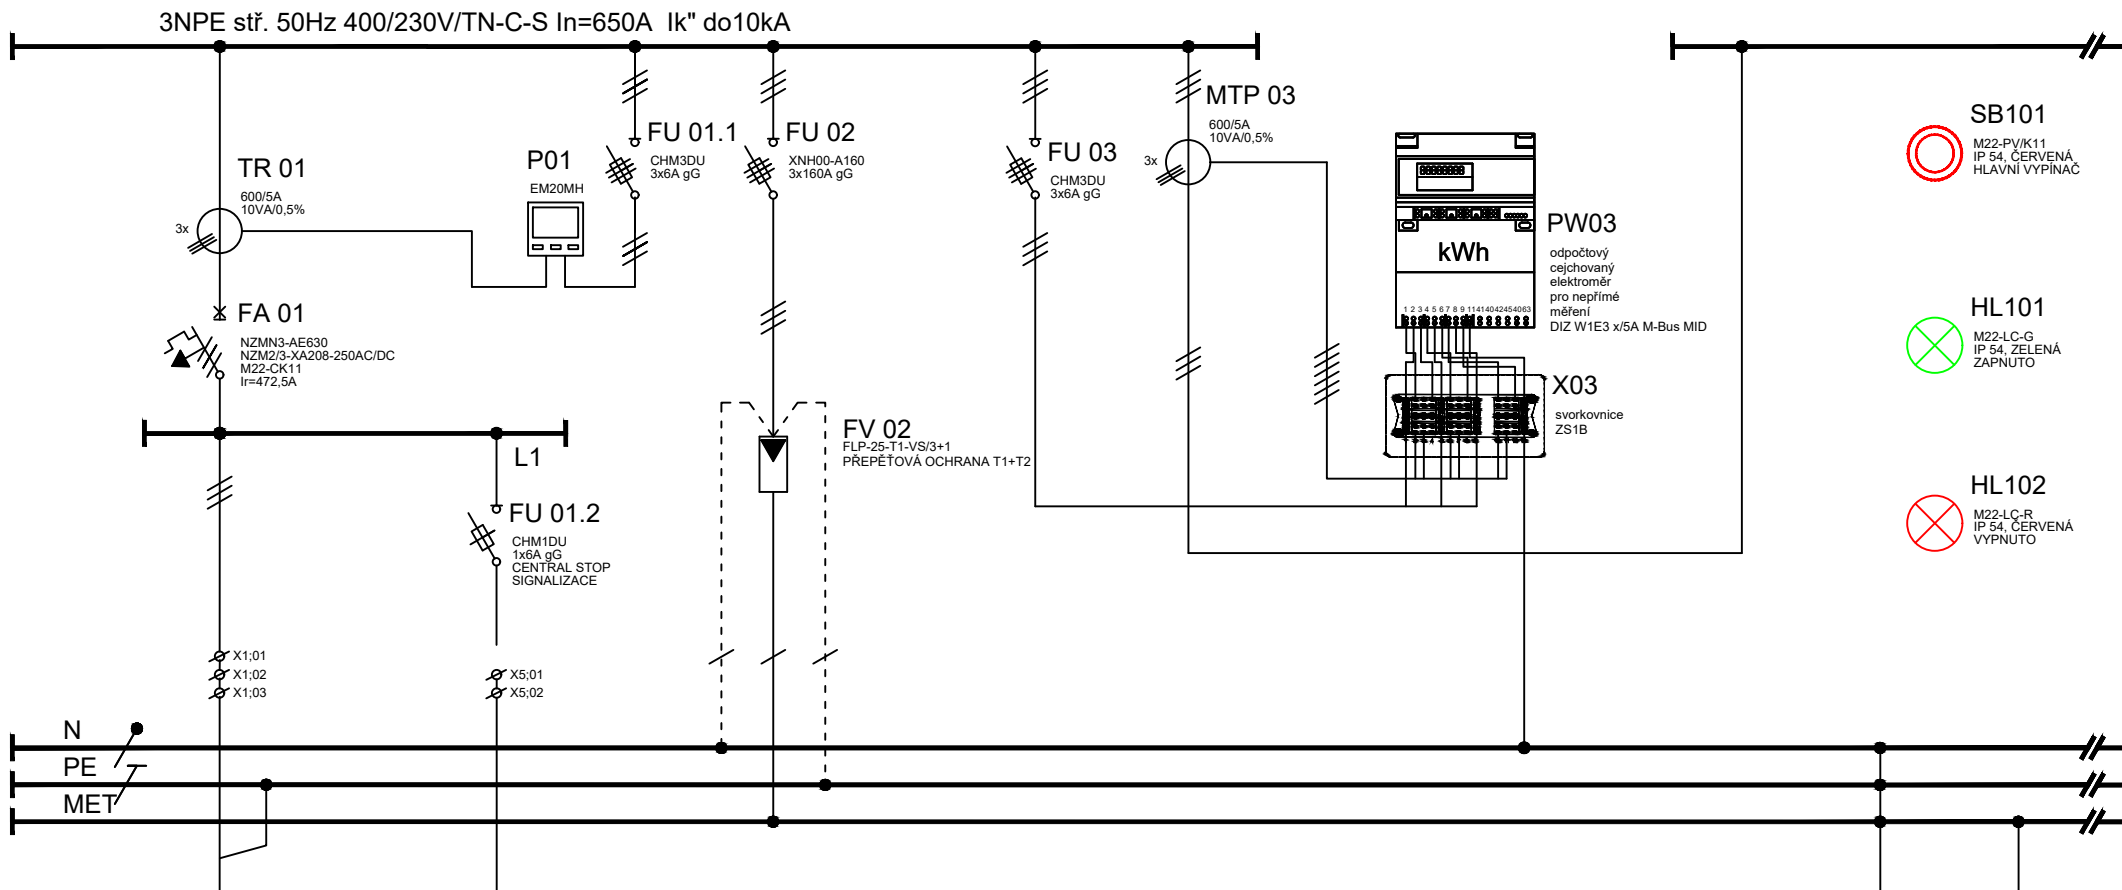 3NPE stř. 50Hz 400/230V/TN-C-S In=650A Ik" do10kA
TR 01
600/5A
10VA/0,5%
3x
P01
EM20MH
FU 01.1
CHM3DU
3x6A gG
FU 02
XNH00-A160
3x160A gG
FU 03
CHM3DU
3x6A gG
MTP 03
600/5A
10VA/0,5%
3x
kWh
PW03
odpočtový
cejchovaný
elektroměr
pro nepřímé
měření
DIZ W1E3 x/5A M-Bus MID
X03
svorkovnice
ZS1B
SB101
M22-PV/K11
IP 54, ČERVENÁ
HLAVNÍ VYPÍNAČ
HL101
M22-LC-G
IP 54, ZELENÁ
ZAPNUTO
HL102
M22-LC-R
IP 54, ČERVENÁ
VYPNUTO
FA 01
NZMN3-AE630
NZM2/3-XA208-250AC/DC
M22-CK11
Ir=472,5A
L1
FU 01.2
CHM1DU
1x6A gG
CENTRAL STOP
SIGNALIZACE
FV 02
FLP-25-T1-VS/3+1
PŘEPĚŤOVÁ OCHRANA T1+T2
X1;01
X1;02
X1;03
X5;01
X5;02
N
PE
MET